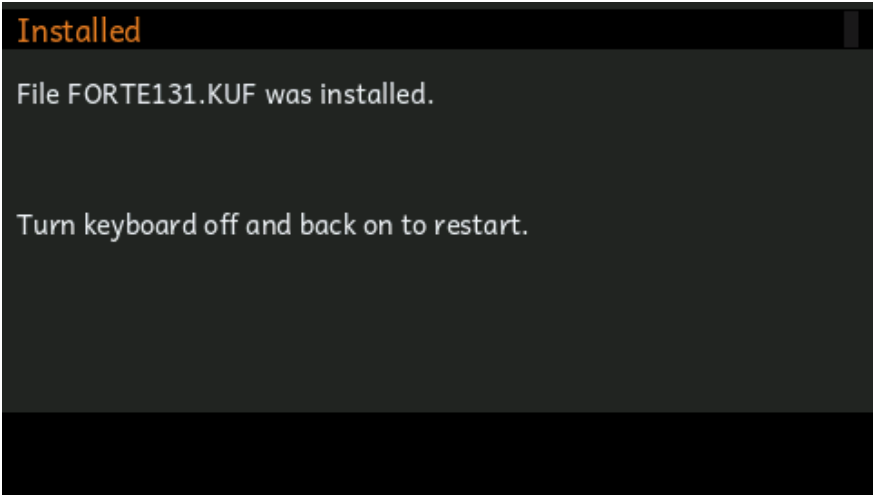 Installed
File FORTE131.KUF was installed.
Turn keyboard off and back on to restart.